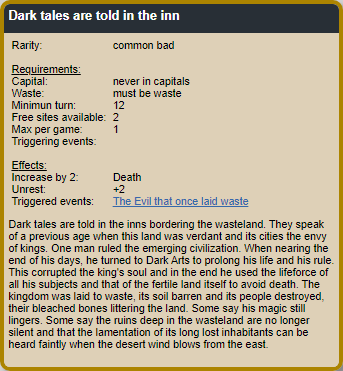 Dark tales are told in the inn
Rarity: common bad
Requirements:
Capital: never in capitals
Waste: must be waste
Minimun turn: 12
Free sites available: 2
Max per game: 1
Triggering events:
Effects:
Increase by 2: Death
Unrest: +2
Triggered events: The Evil that once laid waste
Dark tales are told in the inns bordering the wasteland. They speak
of a previous age when this land was verdant and its cities the envy
of kings. One man ruled the emerging civilization. When nearing the
end of his days, he turned to Dark Arts to prolong his life and his rule.
This corrupted the king's soul and in the end he used the lifeforce of
all his subjects and that of the fertile land itself to avoid death. The
kingdom was laid to waste, its soil barren and its people destroyed,
their bleached bones littering the land. Some say his magic still
lingers. Some say the ruins deep in the wasteland are no longer
silent and that the lamentation of its long lost inhabitants can be
heard faintly when the desert wind blows from the east.